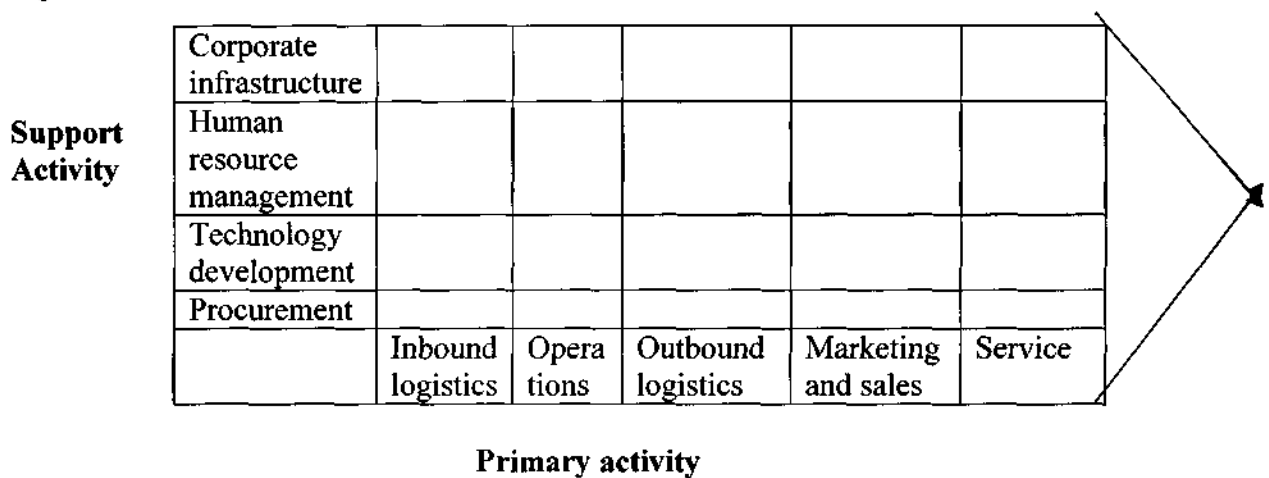 Corporate
infrastructure
Support
Activity
Human
resource
management
Technology
development
Procurement
Inbound Opera Outbound Marketing Service
logistics tions logistics and sales
Primary activity